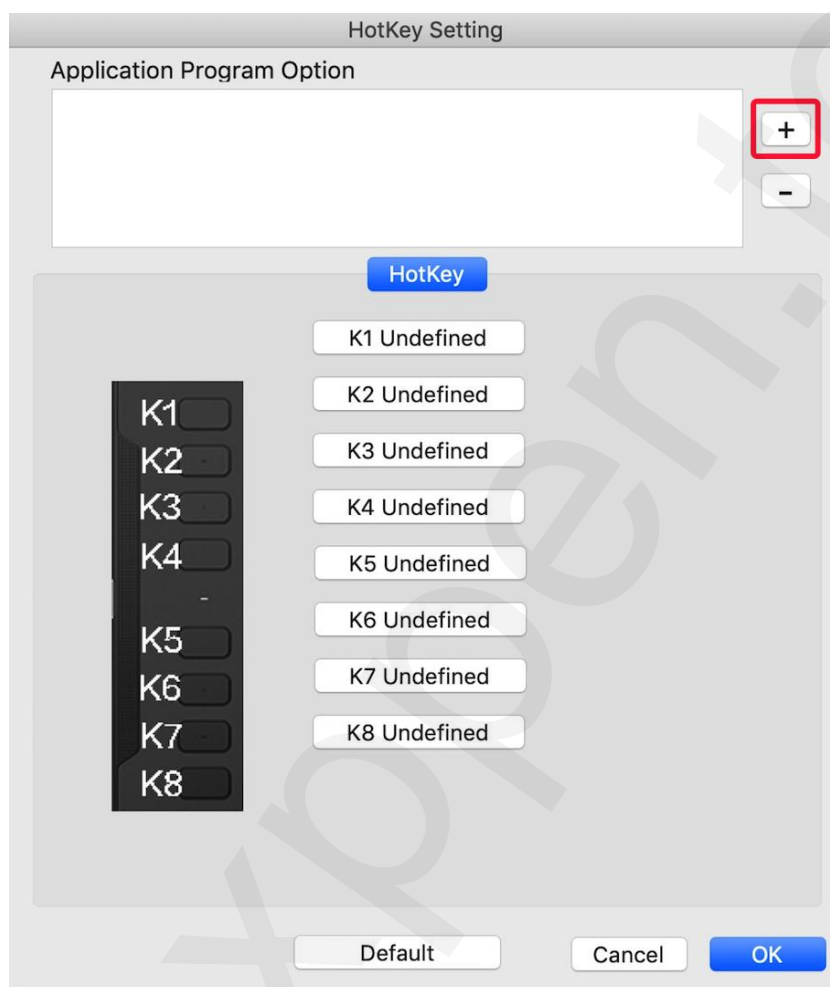 HotKey Setting
Application Program Option
+
-
HotKey
K1 Undefined
K2 Undefined
K3 Undefined
K4 Undefined
K5 Undefined
K6 Undefined
K7 Undefined
K8 Undefined
K1
K2
K3
K4
-
K5
K6
K7
K8
Default
Cancel
OK